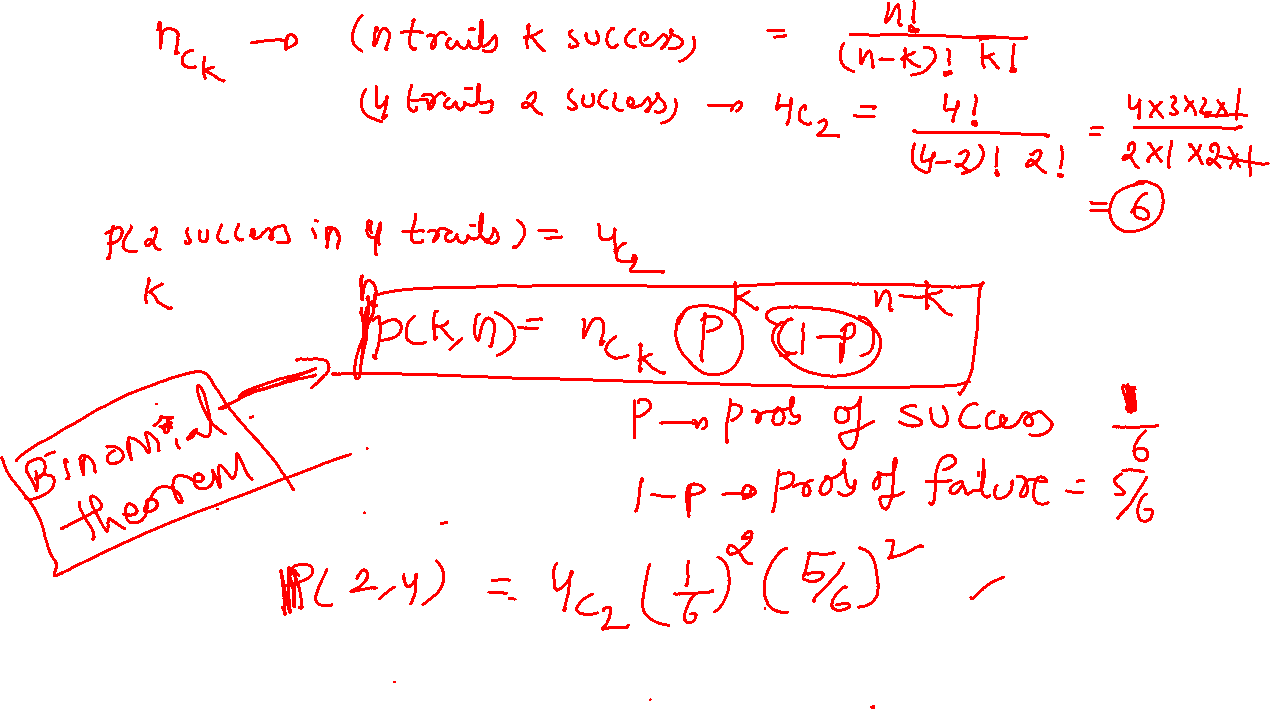 nCk → (n trails k success) = n! / (n-k)! k!
(4 trails 2 success) → 4C2 = 4! / (4-2)! 2! = 4x3x2x1 / 2x1 x2x1
= 6
P(2 success in 4 trails) = 4C2
k n
p(k,n) = nCk p^k (1-p)^n-k
Binomial
theorem
P → prob of success 1/6
1-p → prob of failure = 5/6
P(2,4) = 4C2 (1/6)^2 (5/6)^2